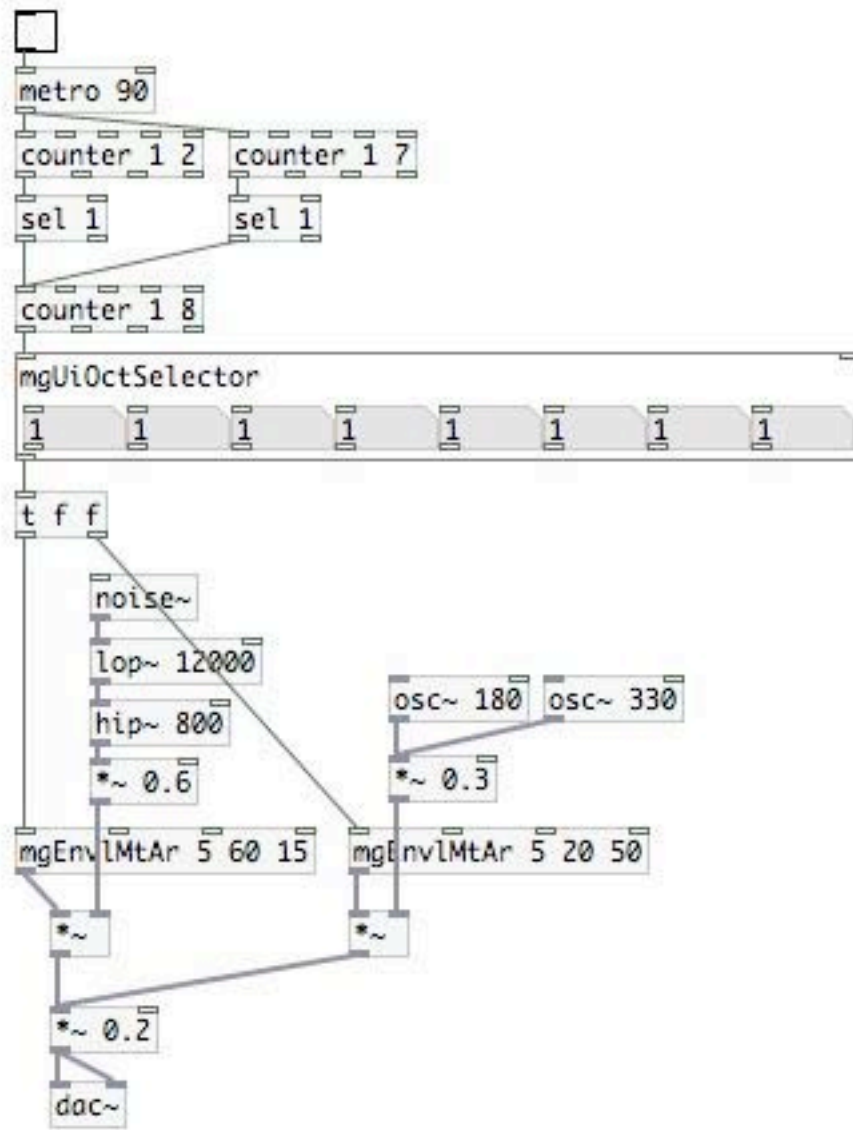 metro 90
counter 1 2
counter 1 7
sel 1
sel 1
counter 1 8
mgUiOctSelector
1 1 1 1 1 1 1 1
t f f
noise~
lop~ 12000
hip~ 800
*~ 0.6
osc~ 180
osc~ 330
*~ 0.3
mgEnvlMtAr 5 60 15
mgEnvlMtAr 5 20 50
*~
*~
*~ 0.2
dac~